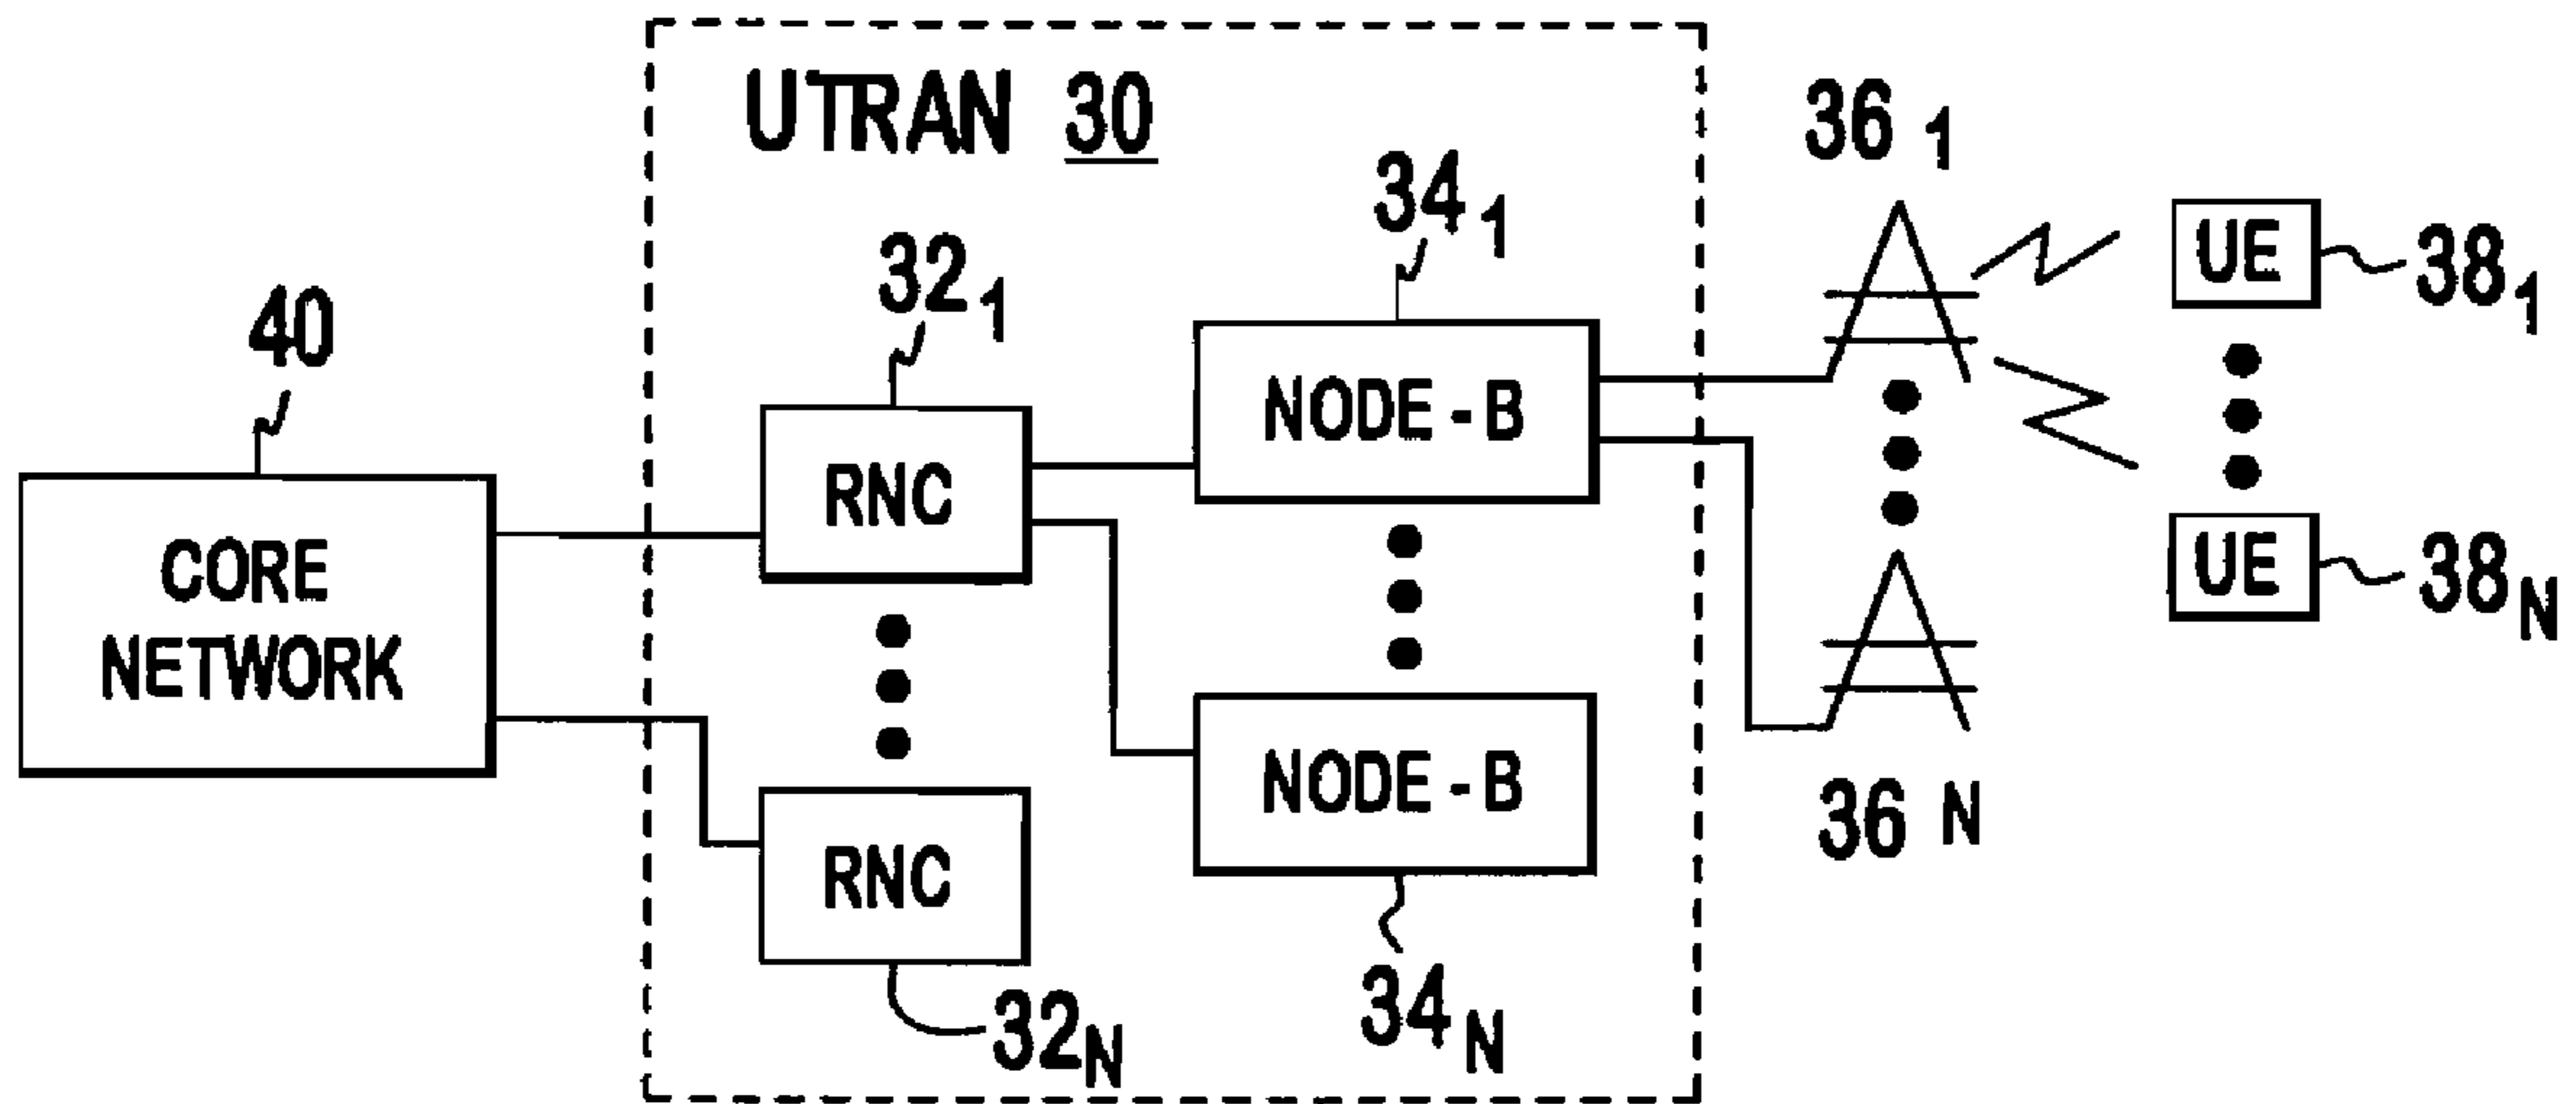 UTRAN 30
36 1
34 1
32 1
40
UE
38 1
NODE - B
RNC
CORE
NETWORK
UE
38 N
NODE - B
36 N
RNC
34 N
32 N